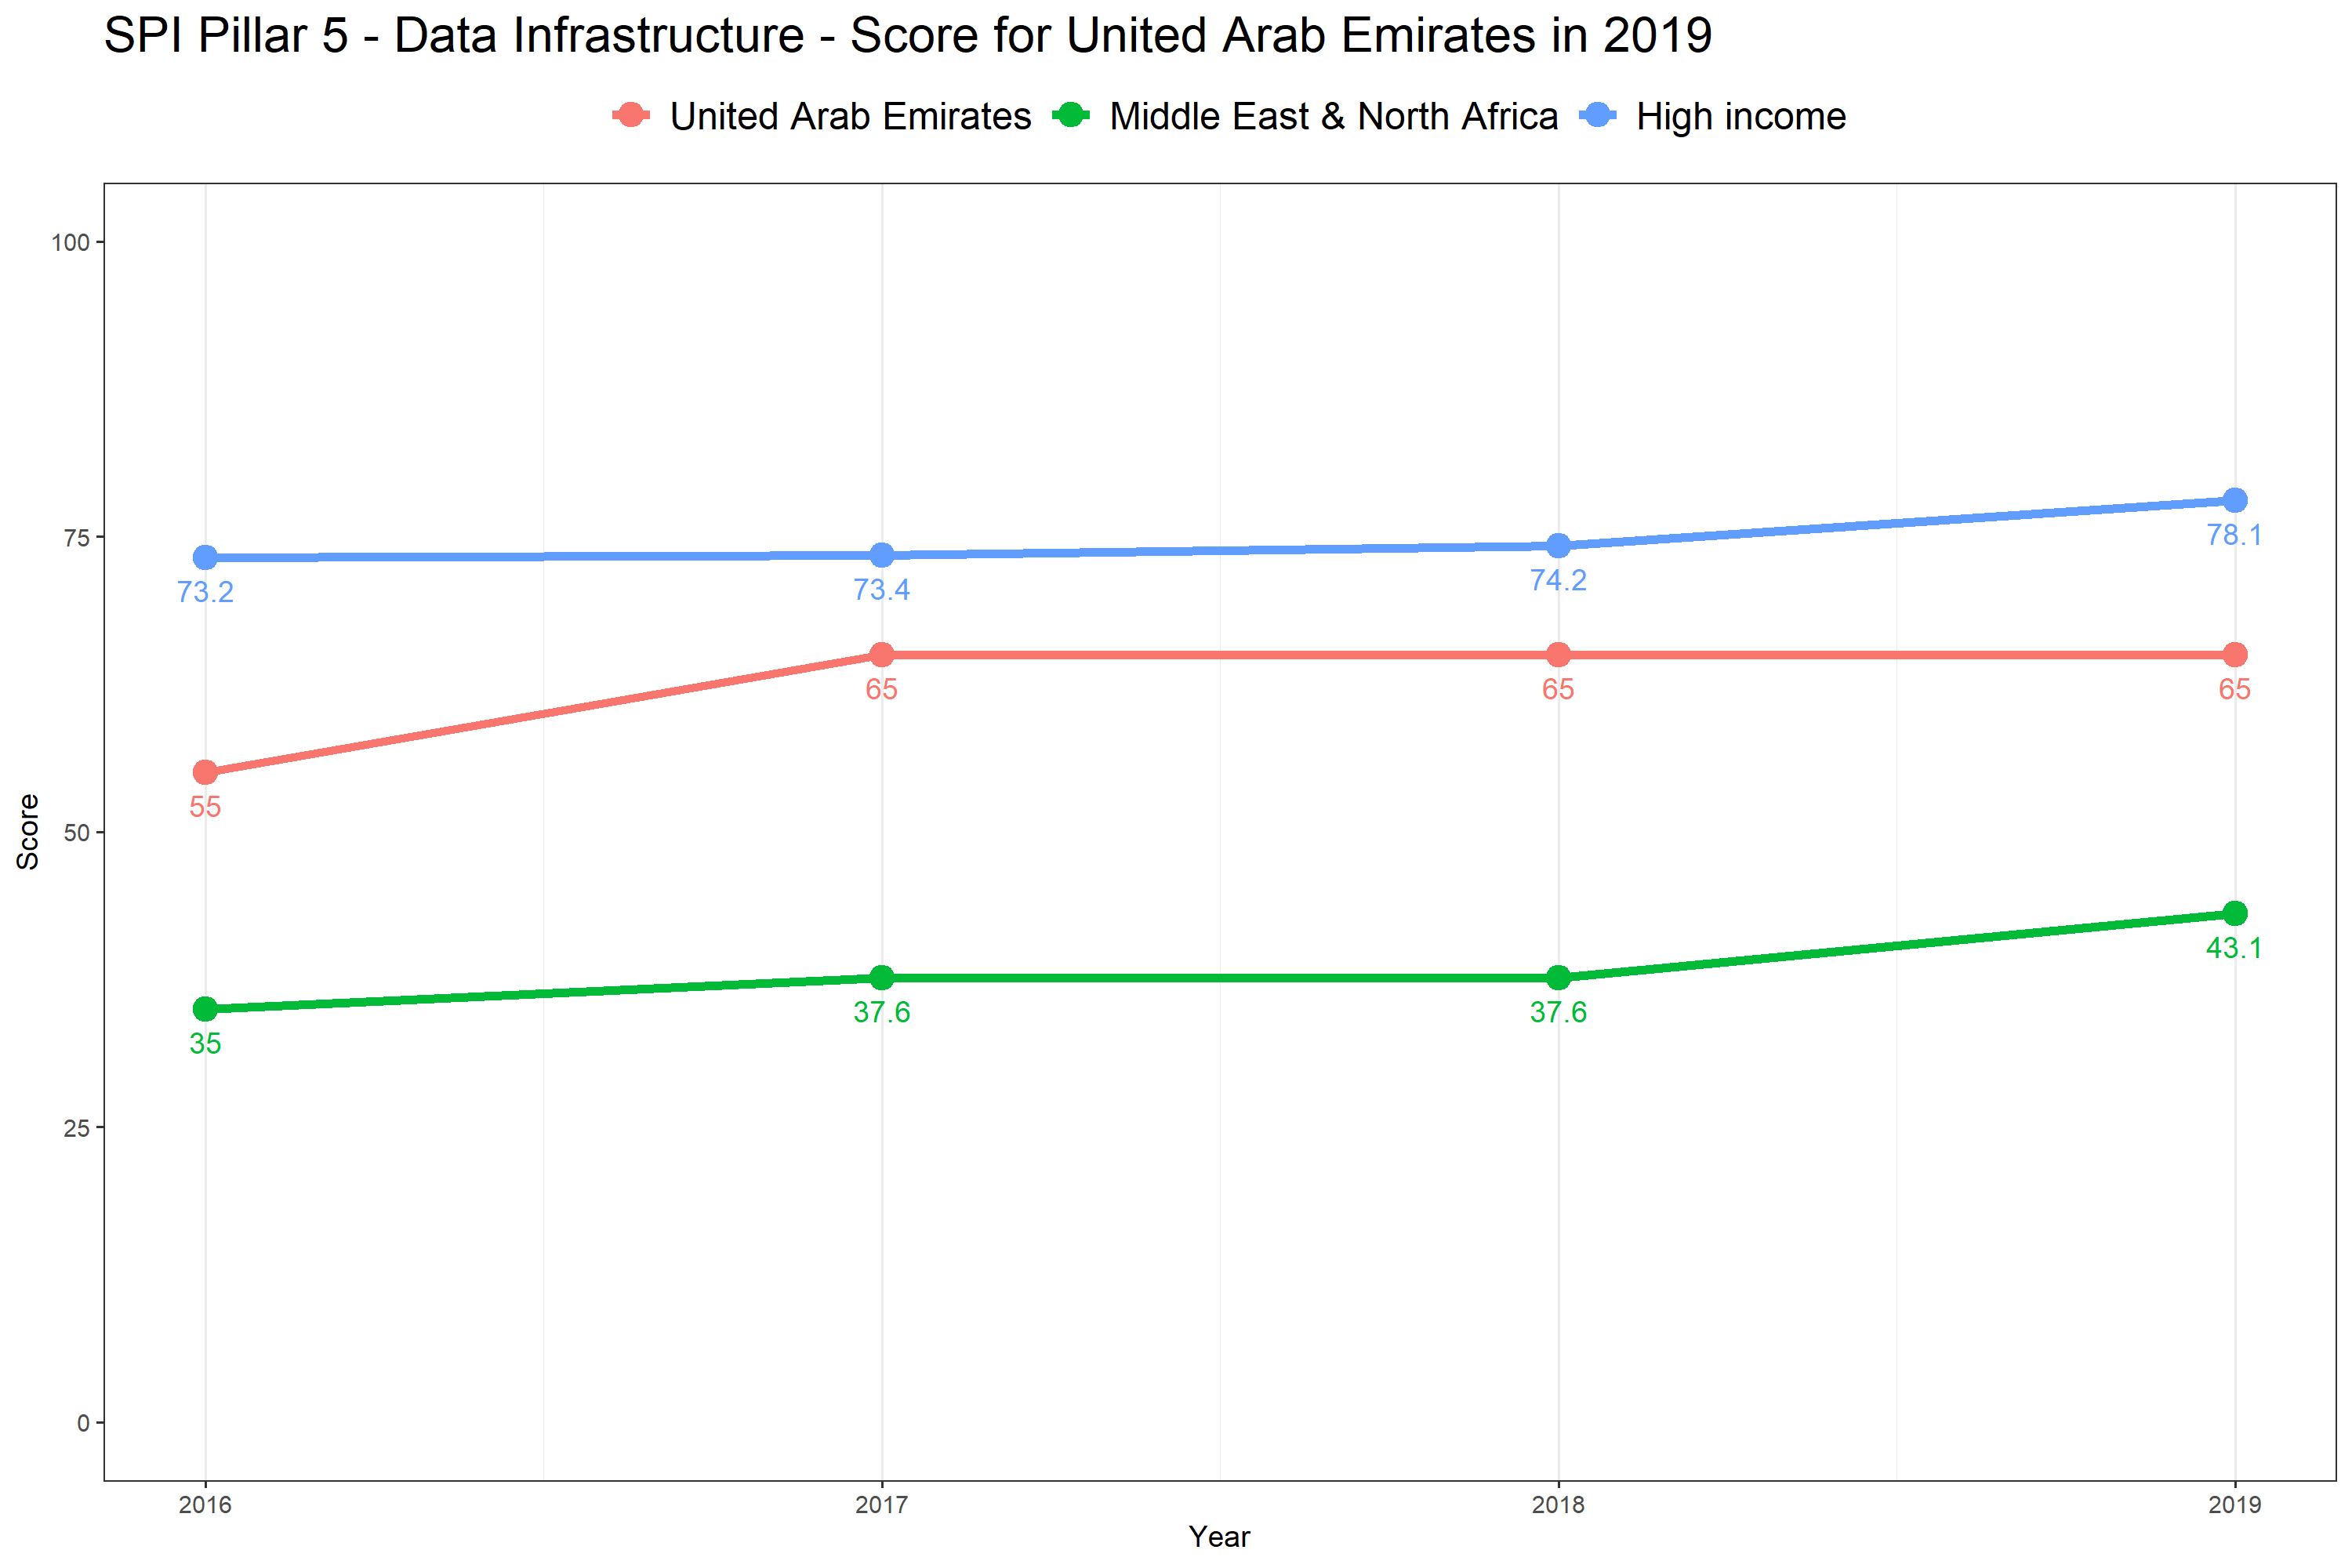 SPI Pillar 5 - Data Infrastructure - Score for United Arab Emirates in 2019
United Arab Emirates Middle East & North Africa High income
100
75
50
25
0
Score
73.2 73.4 74.2 78.1
55 65 65 65
35 37.6 37.6 43.1
2016 2017 2018 2019
Year